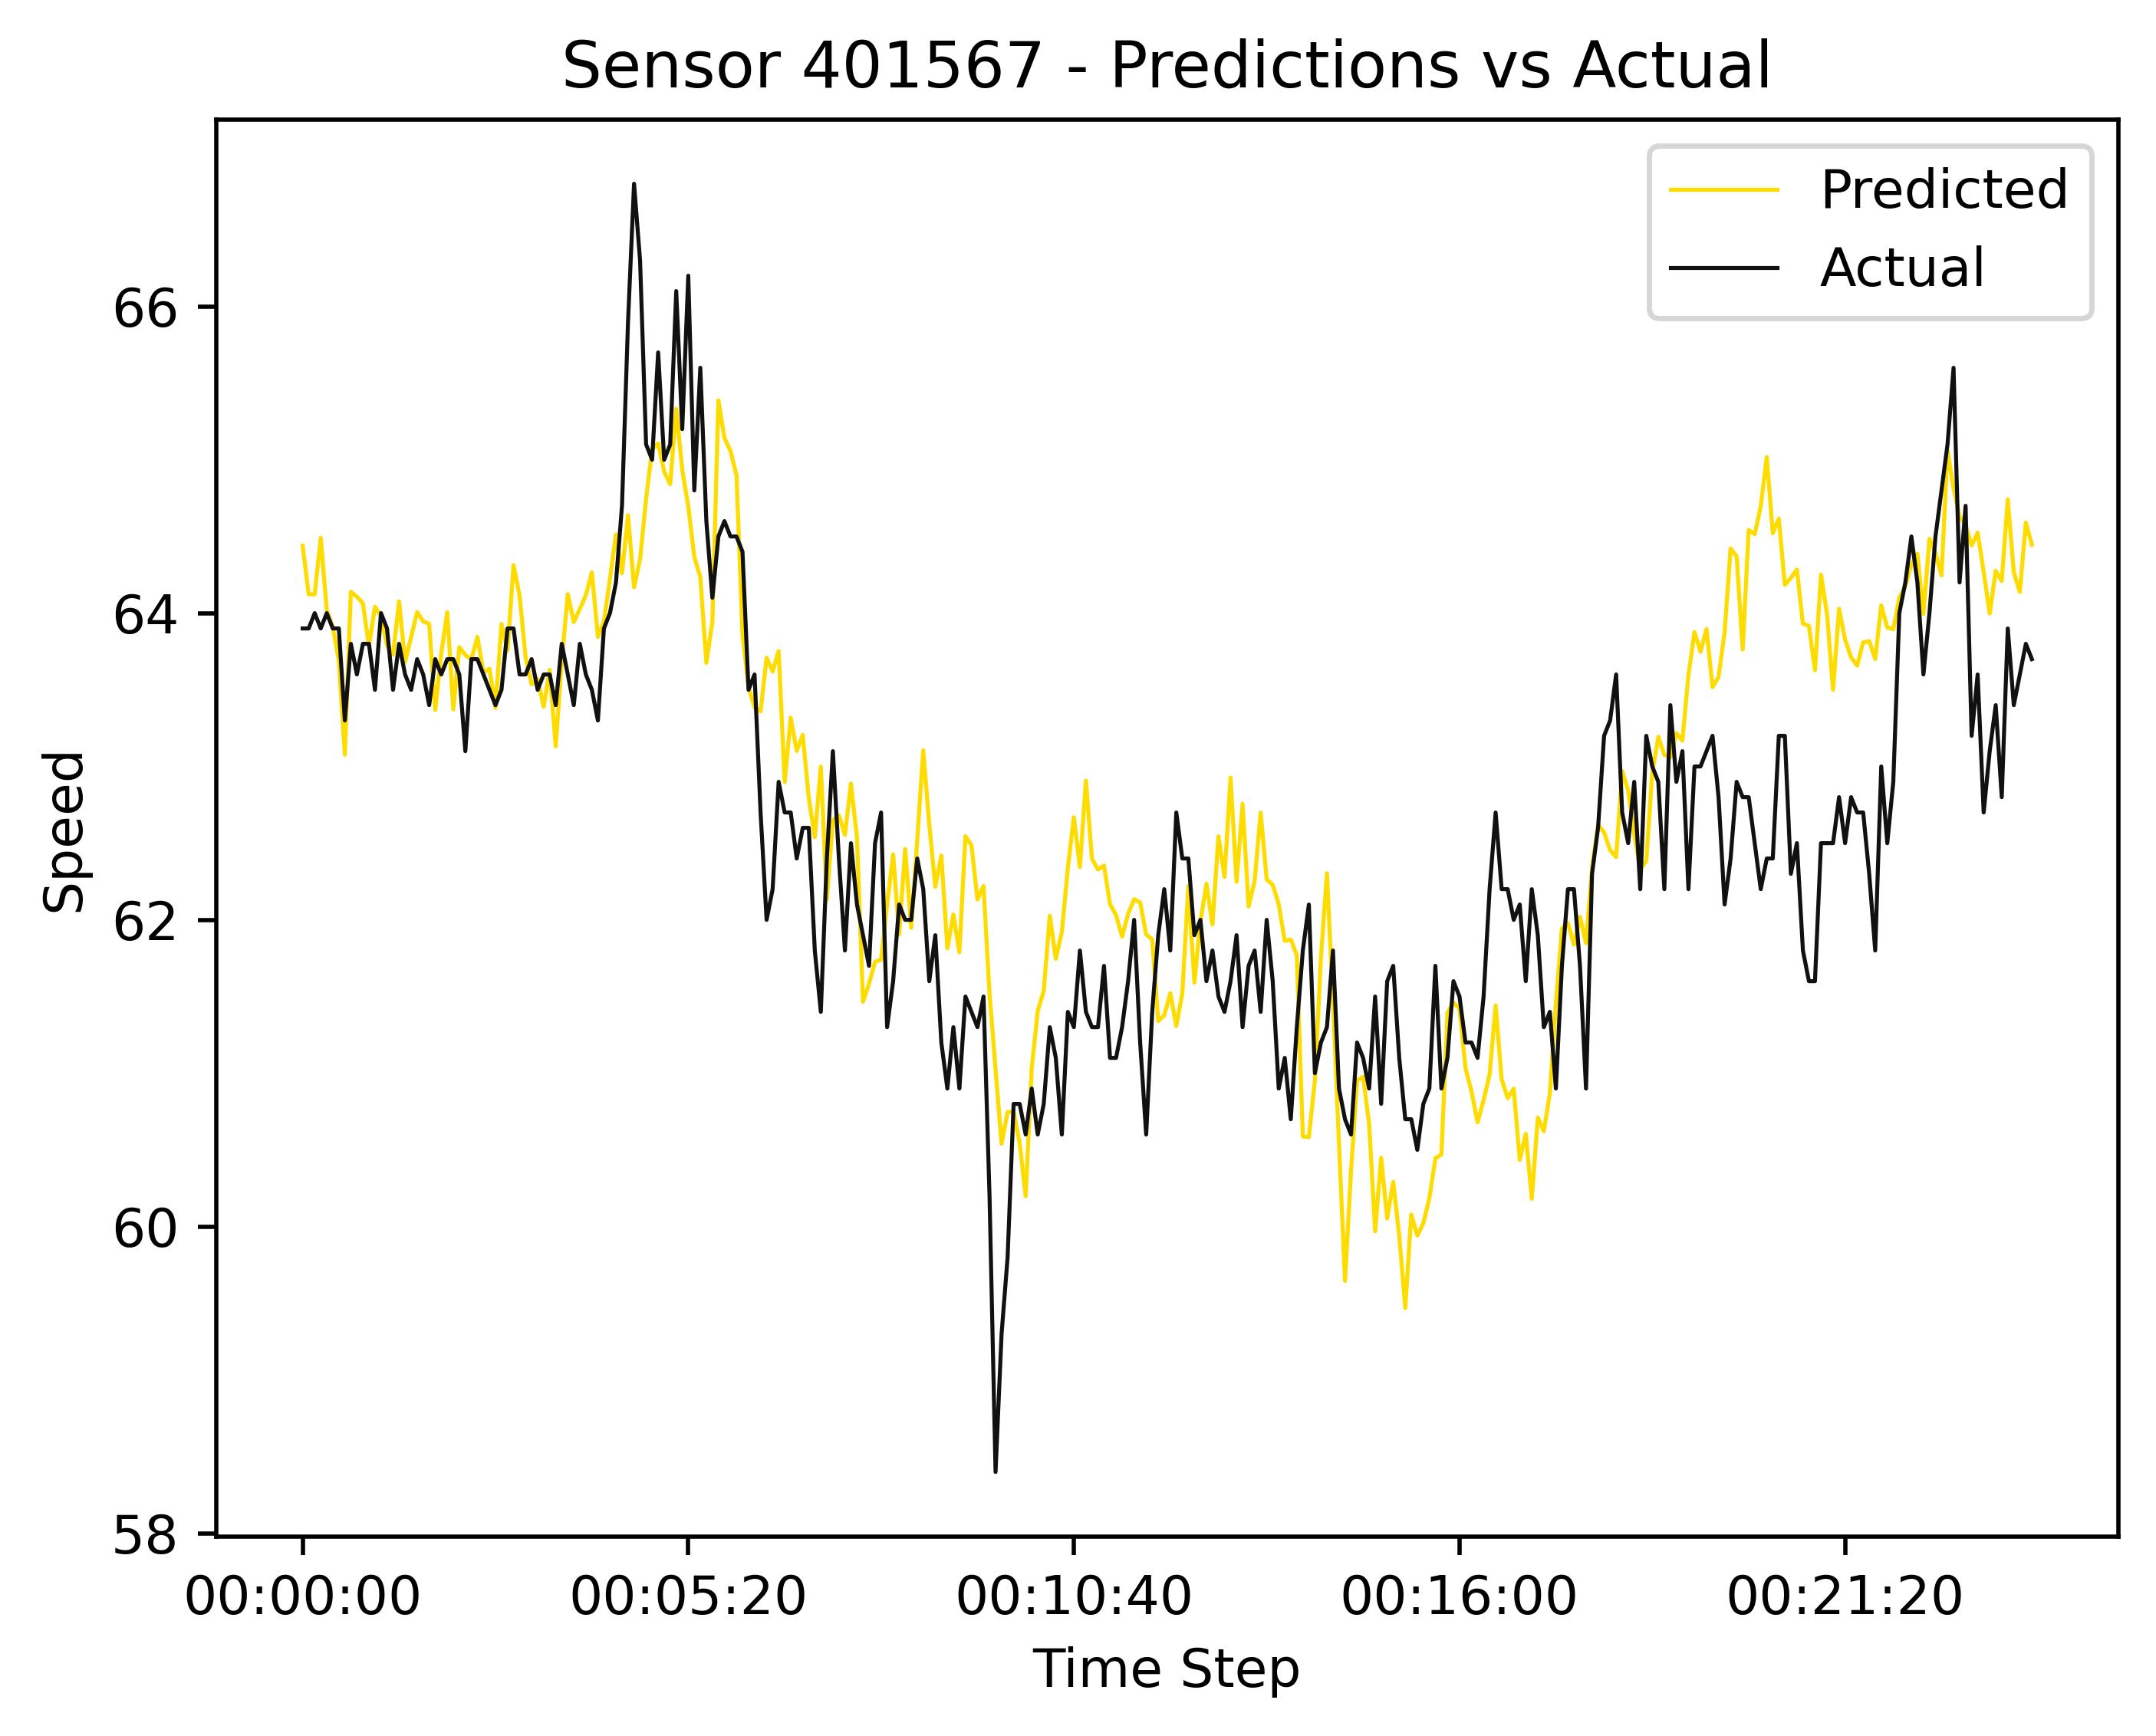 Sensor 401567 - Predictions vs Actual
Predicted
Actual
66
64
62
60
58
Speed
00:00:00 00:05:20 00:10:40 00:16:00 00:21:20
Time Step